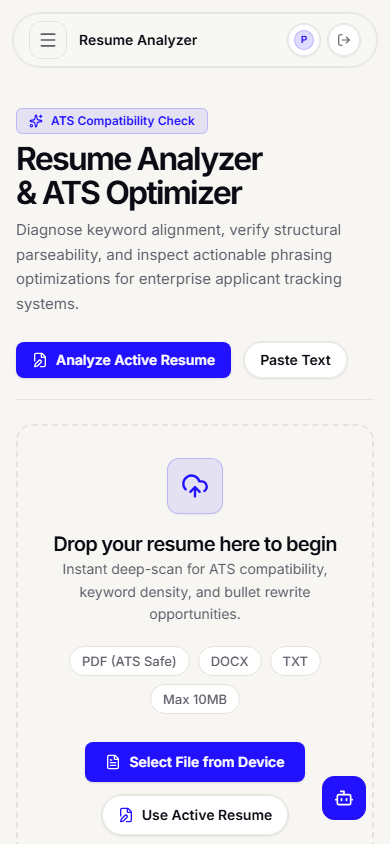 Resume Analyzer
P
ATS Compatibility Check
Resume Analyzer
& ATS Optimizer
Diagnose keyword alignment, verify structural
parseability, and inspect actionable phrasing
optimizations for enterprise applicant tracking
systems.
Analyze Active Resume
Paste Text
Drop your resume here to begin
Instant deep-scan for ATS compatibility,
keyword density, and bullet rewrite
opportunities.
PDF (ATS Safe)
DOCX
TXT
Max 10MB
Select File from Device
Use Active Resume